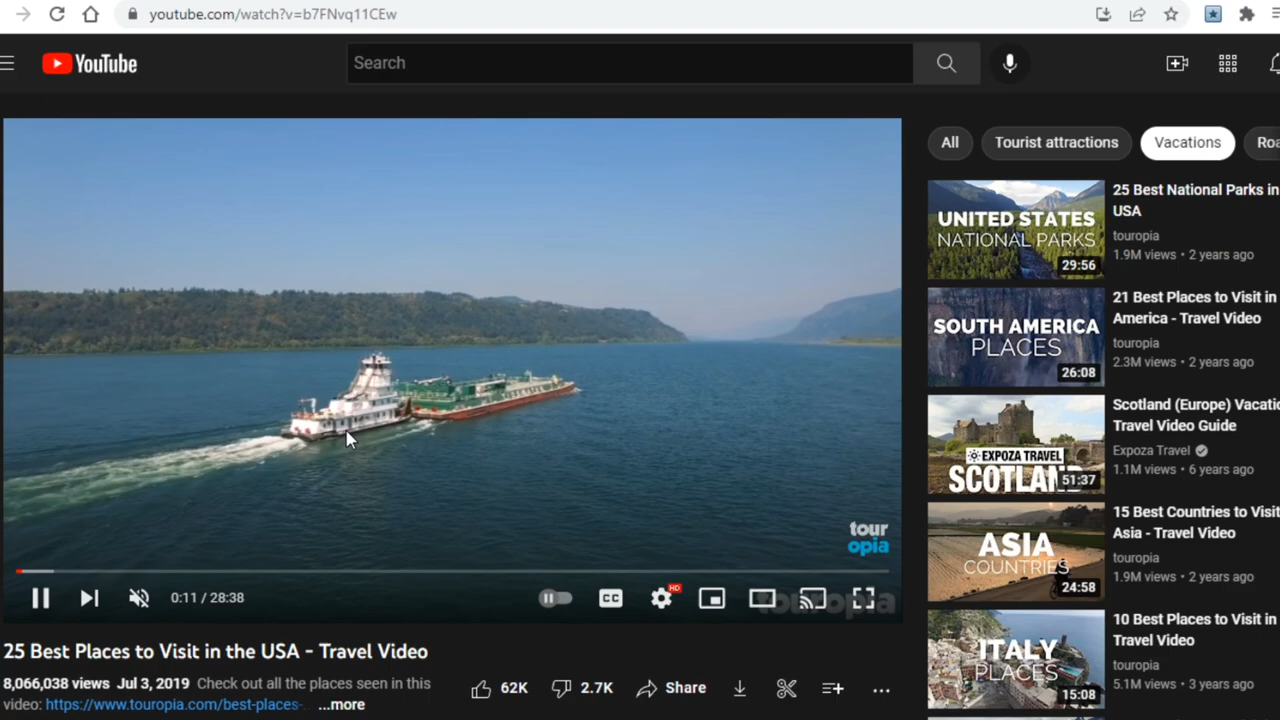 youtube.com/watch?v=b7FNvq11CEw
YouTube
Search
All
Tourist attractions
Vacations
Roa
UNITED STATES
NATIONAL PARKS
29:56
25 Best National Parks in
USA
touropia
1.9M views • 2 years ago
SOUTH AMERICA
PLACES
26:08
21 Best Places to Visit in
America - Travel Video
touropia
2.3M views • 2 years ago
EXPOZA TRAVEL
SCOTLAND
51:37
Scotland (Europe) Vacatio
Travel Video Guide
Expoza Travel
1.1M views • 6 years ago
ASIA
COUNTRIES
24:58
15 Best Countries to Visit
Asia - Travel Video
touropia
1.9M views • 2 years ago
ITALY
PLACES
15:08
10 Best Places to Visit in
Travel Video
touropia
5.1M views • 3 years ago
tour
opia
0:11 / 28:38
CC
HD
touropia
25 Best Places to Visit in the USA - Travel Video
8,066,038 views Jul 3, 2019 Check out all the places seen in this
video: https://www.touropia.com/best-places- ...more
62K
2.7K
Share